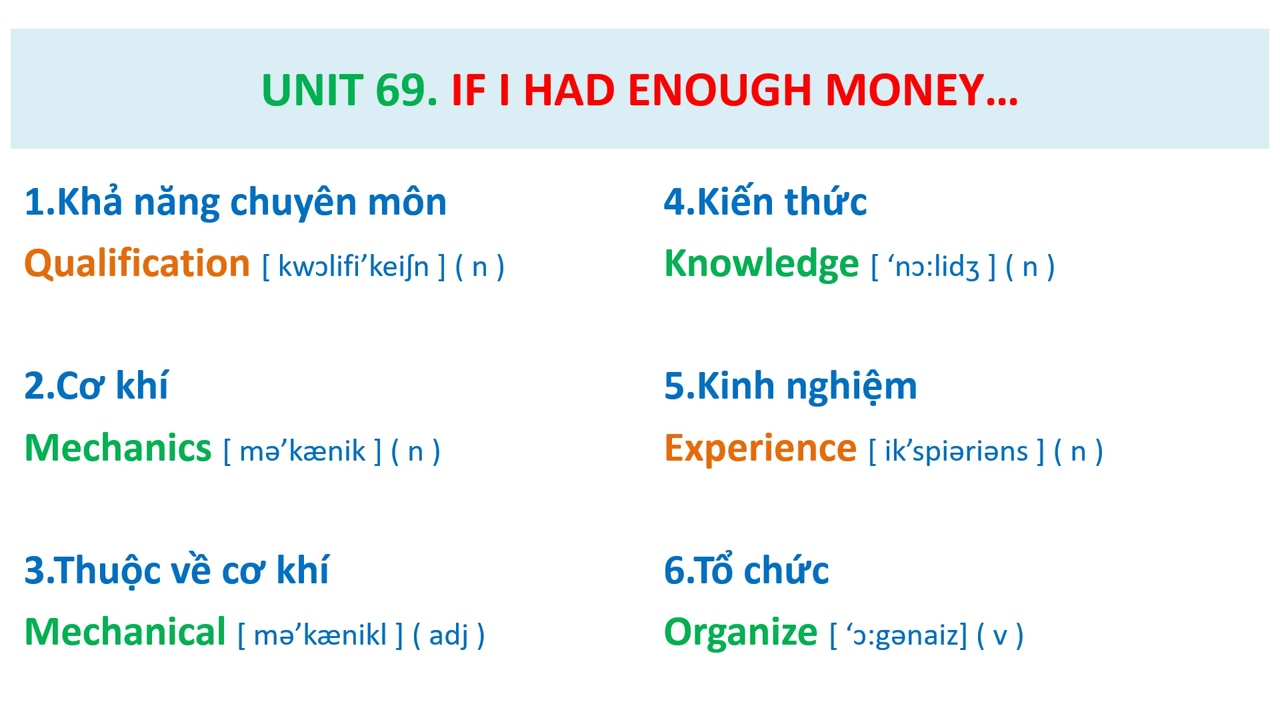 UNIT 69. IF I HAD ENOUGH MONEY...
1.Khả năng chuyên môn
Qualification [ kwɔlifi’keiʃn ] ( n )
2.Cơ khí
Mechanics [ mə’kænik ] ( n )
3.Thuộc về cơ khí
Mechanical [ mə’kænikl ] ( adj )
4.Kiến thức
Knowledge [ ‘nɔ:lidʒ ] ( n )
5.Kinh nghiệm
Experience [ ik’spiəriəns ] ( n )
6.Tổ chức
Organize [ ‘ɔ:gənaiz] ( v )